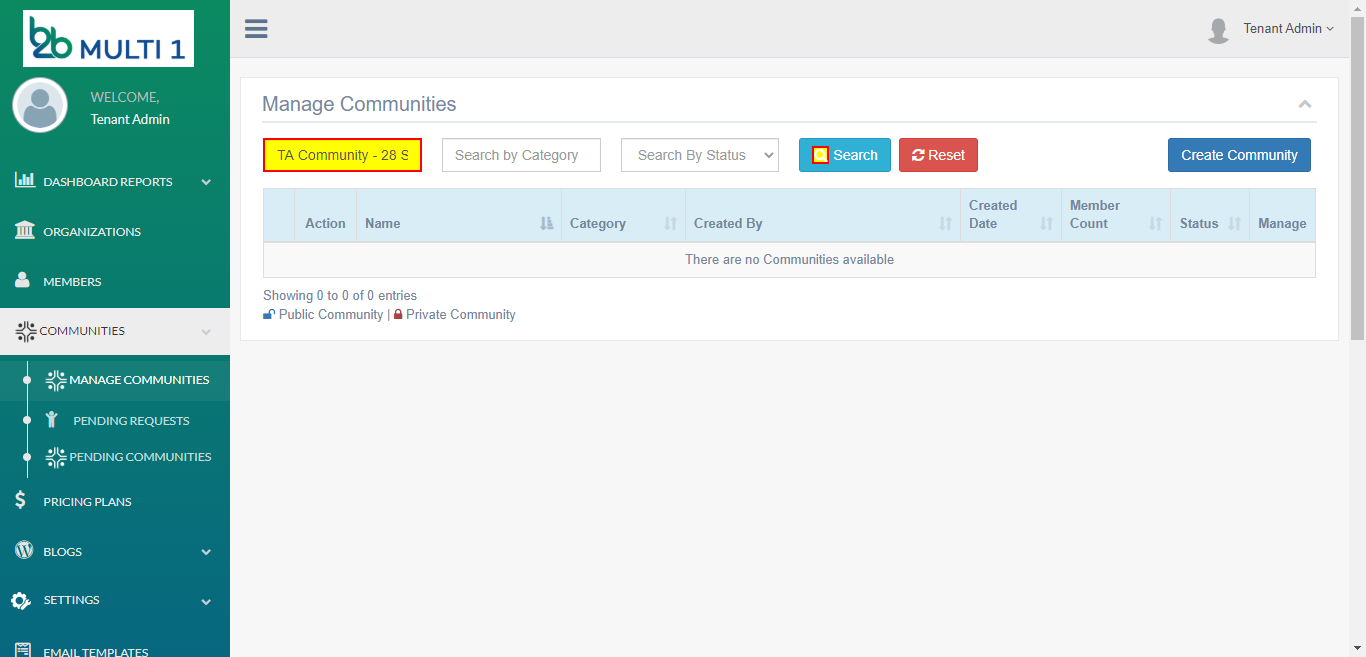 b2b MULTI 1
Tenant Admin
WELCOME,
Tenant Admin
DASHBOARD REPORTS
ORGANIZATIONS
MEMBERS
COMMUNITIES
MANAGE COMMUNITIES
PENDING REQUESTS
PENDING COMMUNITIES
PRICING PLANS
BLOGS
SETTINGS
EMAIL TEMPLATES
Manage Communities
TA Community - 28 S Search by Category Search By Status Search Reset Create Community
Action Name Category Created By Created Date Member Count Status Manage
There are no Communities available
Showing 0 to 0 of 0 entries
Public Community | Private Community